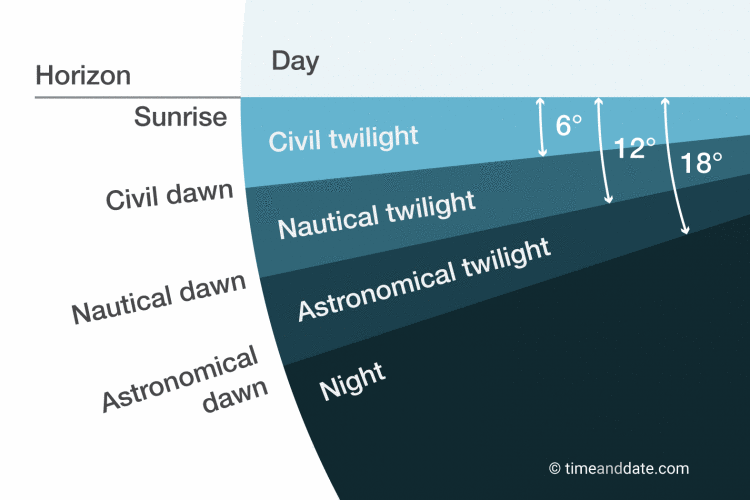 Day
Horizon
Sunrise
Civil twilight
6°
12°
18°
Civil dawn
Nautical twilight
Nautical dawn
Astronomical twilight
Astronomical
dawn
Night
© timeanddate.com